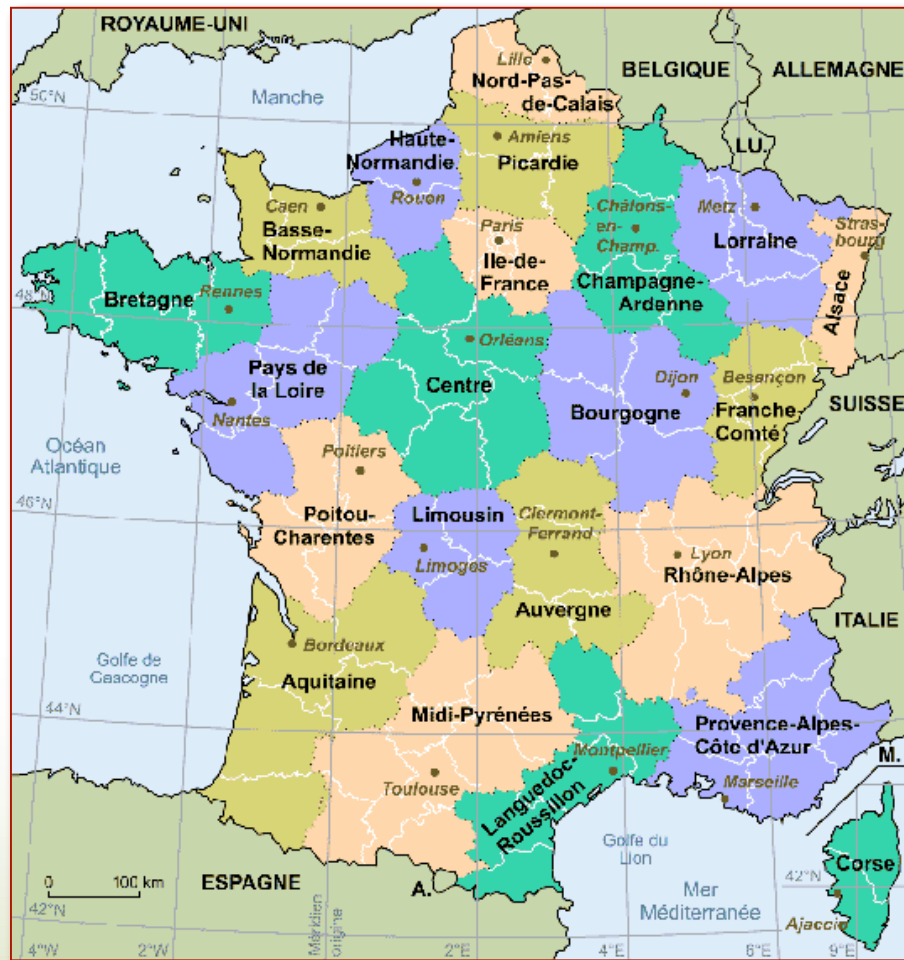 ROYAUME-UNI
Lille
Nord-Pas-
de-Calais
BELGIQUE
ALLEMAGNE
50°N
Manche
Haute-
Normandie
Amiens
Picardie
LU.
Rouen
Caen
Basse-
Normandie
Paris
Ile-de-
France
Châlons-
en-
Champ.
Champagne-
Ardenne
Metz
Lorraine
Stras-
bourg
Alsace
48°N
Bretagne
Rennes
Orléans
Pays de
la Loire
Nantes
Centre
Bourgogne
Dijon
Besançon
Franche-
Comté
SUISSE
Océan
Atlantique
Poitiers
46°N
Poitou-
Charentes
Limousin
Limoges
Clermont-
Ferrand
Auvergne
Lyon
Rhône-Alpes
ITALIE
Bordeaux
Golfe de
Gascogne
Aquitaine
44°N
Midi-Pyrénées
Provence-Alpes-
Côte d'Azur
M.
Montpellier
Marseille
Toulouse
Languedoc-
Roussillon
Golfe du
Lion
Corse
0 100 km
ESPAGNE
A.
Mer
Méditerranée
42°N
42°N
Ajaccio
Méridien
origine
4°W
2°W
2°E
4°E
6°E
9°E